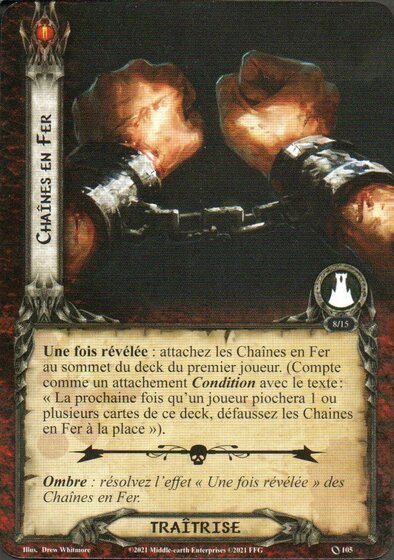 Chaînes en Fer
8/15
Une fois révélée : attachez les Chaînes en Fer
au sommet du deck du premier joueur. (Compte
comme un attachement Condition avec le texte:
« La prochaine fois qu'un joueur piochera 1 ou
plusieurs cartes de ce deck, défaussez les Chaines
en Fer à la place »).
Ombre : résolvez l'effet « Une fois révélée » des
Chaînes en Fer.
TRAÎTRISE
Illus. Drew Whitmore ©2021 Middle-earth Enterprises ©2021 FFG 105